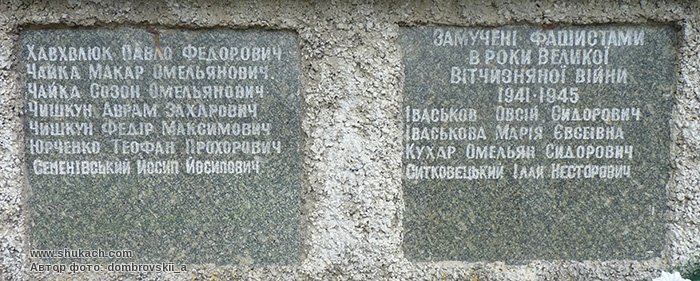 Хавхлюк Павло Федорович
Чайка Макар Омельянович.
Чайка Созон Омельянович
Чишкун Аврам Захарович
Чишкун Федір Максимович
Юрченко Теофан Прохорович
Семенівський Йосип Йосипович.
Замучені фашистами
в роки Великої
Вітчизняної війни
1941-1945
Іваськов Овсій Сидорович
Іваськова Марія Євсеївна
Кухар Омельян Сидорович
Ситковецький Ілля Несторович
www.shukach.com
Автор фото: dombrovskii_a